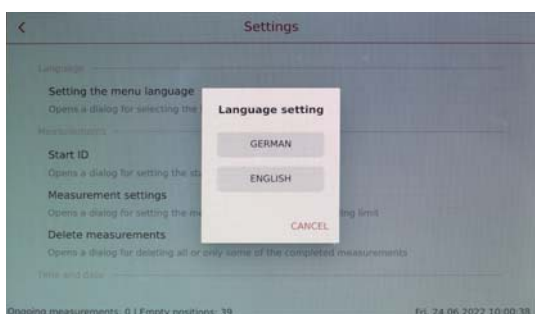 Settings
Language
Setting the menu language
Opens a dialog for selecting the
Language setting
GERMAN
ENGLISH
CANCEL
Measurements
Start ID
Opens a dialog for setting the
Measurement settings
Opens a dialog for setting the limit
Delete measurements
Opens a dialog for deleting all or only some of the completed measurements
Time and date
Ongoing measurements: 0 | Empty positions: 39
Fri, 24.06.2022 10:00:38